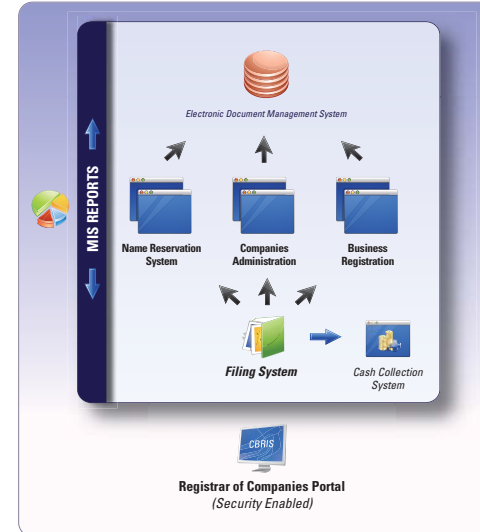 Electronic Document Management System
MIS REPORTS
Name Reservation
System
Companies
Administration
Business
Registration
Filing System
Cash Collection
System
CBRIS
Registrar of Companies Portal
(Security Enabled)